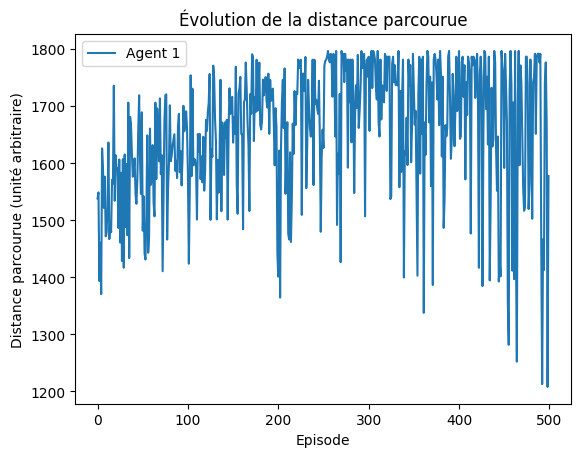 Évolution de la distance parcourue
Agent 1
Distance parcourue (unité arbitraire)
1800
1700
1600
1500
1400
1300
1200
0 100 200 300 400 500
Episode